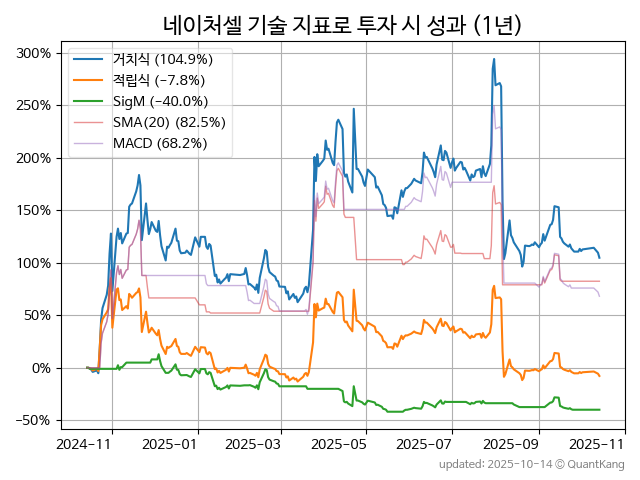 네이처셀 기술 지표로 투자 시 성과 (1년)
거치식 (104.9%)
적립식 (−7.8%)
SigM (−40.0%)
SMA(20) (82.5%)
MACD (68.2%)
300%
250%
200%
150%
100%
50%
0%
−50%
2024-11 2025-01 2025-03 2025-05 2025-07 2025-09 2025-11
updated: 2025-10-14 © QuantKang